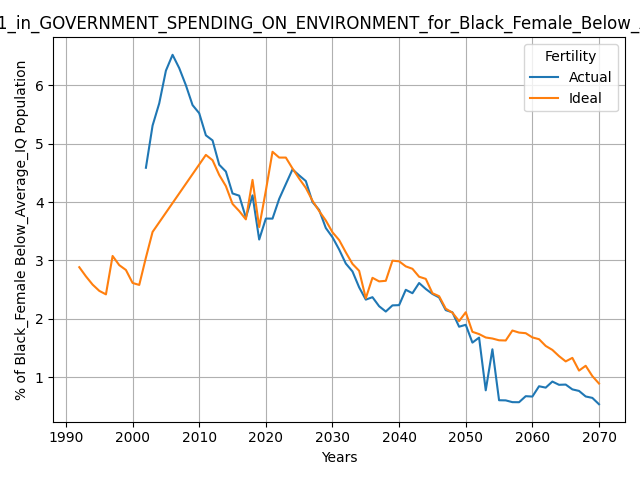 1_in_GOVERNMENT_SPENDING_ON_ENVIRONMENT_for_Black_Female_Below_
% of Black_Female Below_Average_IQ Population
Fertility
Actual
Ideal
6
5
4
3
2
1
1990 2000 2010 2020 2030 2040 2050 2060 2070
Years